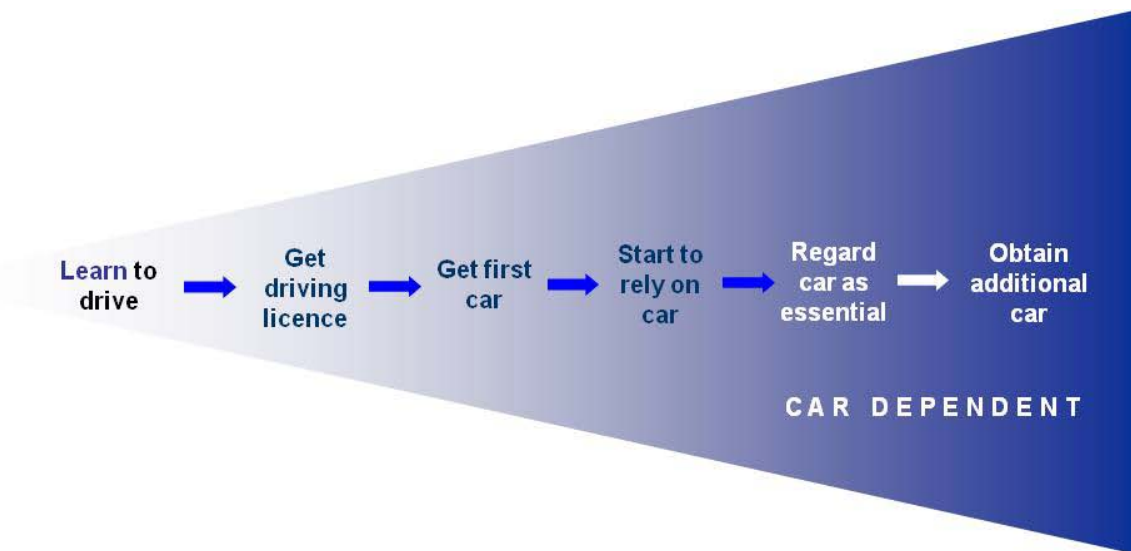 Learn to
drive
Get
driving
licence
Get first
car
Start to
rely on
car
Regard
car as
essential
Obtain
additional
car
CAR DEPENDENT